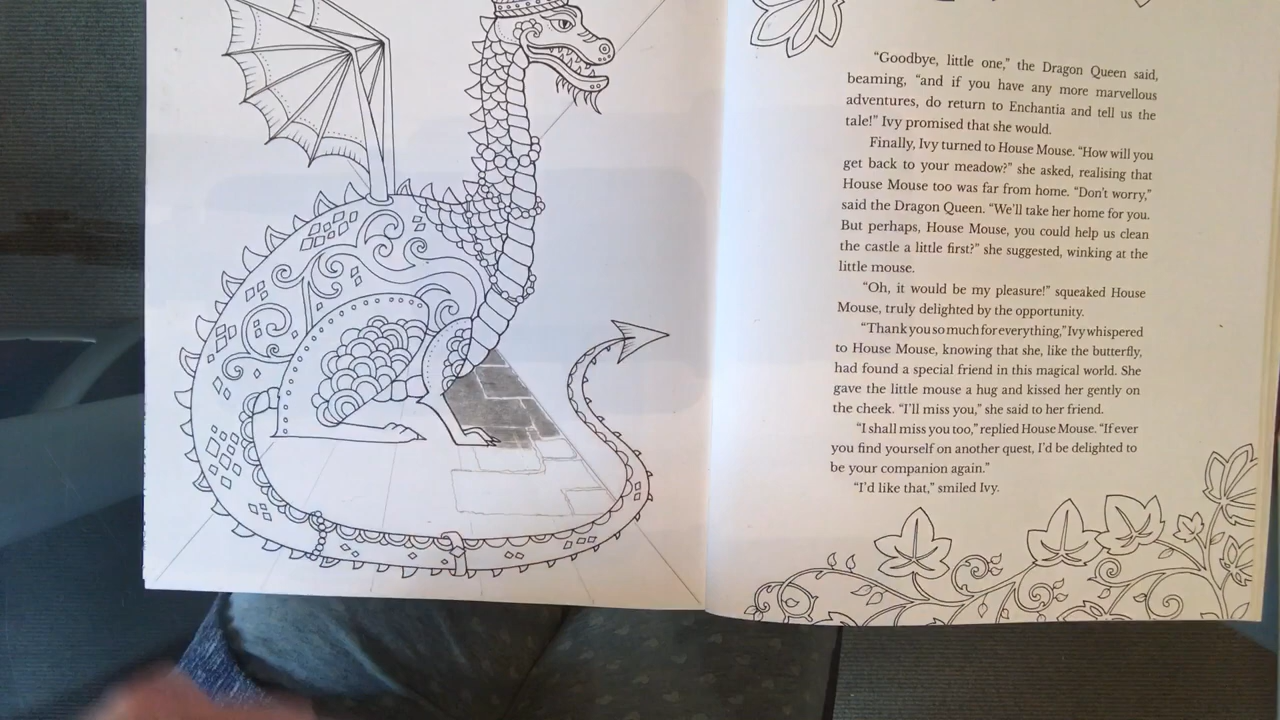 “Goodbye, little one,” the Dragon Queen said,
beaming, “and if you have any more marvellous
adventures, do return to Enchantia and tell us the
tale!” Ivy promised that she would.
Finally, Ivy turned to House Mouse. “How will you
get back to your meadow?” she asked, realising that
House Mouse too was far from home. “Don’t worry,”
said the Dragon Queen. “We’ll take her home for you.
But perhaps, House Mouse, you could help us clean
the castle a little first?” she suggested, winking at the
little mouse.
“Oh, it would be my pleasure!” squeaked House
Mouse, truly delighted by the opportunity.
“Thank you so much for everything,” Ivy whispered
to House Mouse, knowing that she, like the butterfly,
had found a special friend in this magical world. She
gave the little mouse a hug and kissed her gently on
the cheek. “I’ll miss you,” she said to her friend.
“I shall miss you too,” replied House Mouse. “If ever
you find yourself on another quest, I’d be delighted to
be your companion again.”
“I’d like that,” smiled Ivy.